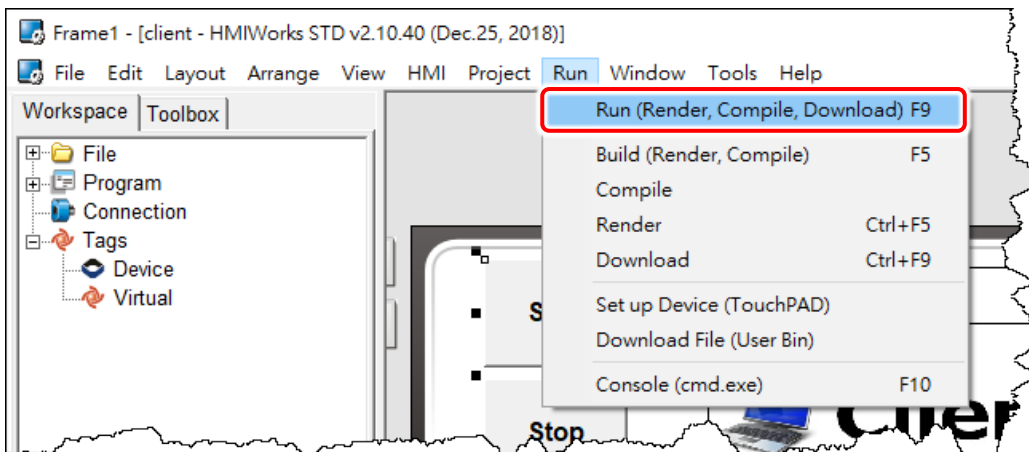 Frame1 - [client - HMIWorks STD v2.10.40 (Dec.25, 2018)]
File Edit Layout Arrange View HMI Project Run Window Tools Help
Workspace Toolbox
Run (Render, Compile, Download) F9
File
Build (Render, Compile) F5
Program
Compile
Connection
Render Ctrl+F5
Tags
Download Ctrl+F9
Device
Virtual
Set up Device (TouchPAD)
Download File (User Bin)
Console (cmd.exe) F10
Stop